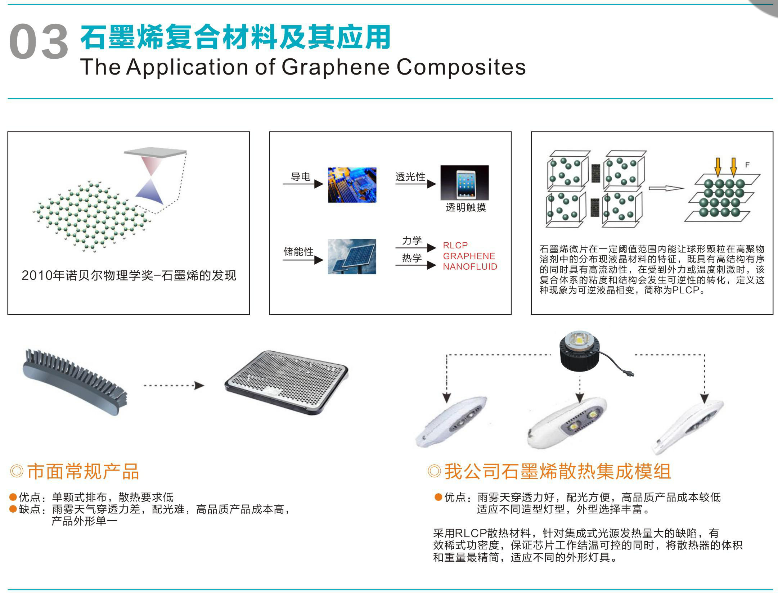 03 石墨烯复合材料及其应用
The Application of Graphene Composites
2010年诺贝尔物理学奖-石墨烯的发现
导电
透光性
透明触摸
储能性
力学
热学
RLCP
GRAPHENE
NANOFLUID
F
石墨烯微片在一定阈值范围内能让球形颗粒在高聚物
溶剂中的分布现液晶材料的特征，既具有高结构有序
的同时具有高流动性，在受到外力或温度刺激时，该
复合体系的粘度和结构会发生可逆性的转化，定义这
种现象为可逆液晶相变，简称为PLCP。
市面常规产品
优点：单颗式排布，散热要求低
缺点：雨雾天气穿透力差，配光难，高品质产品成本高，
产品外形单一
我公司石墨烯散热集成模组
优点：雨雾天穿透力好，配光方便，高品质产品成本较低
适应不同造型灯型，外型选择丰富。
采用RLCP散热材料，针对集成式光源发热量大的缺陷，有
效稀式功密度，保证芯片工作结温可控的同时，将散热器的体积
和重量最精简，适应不同的外形灯具。